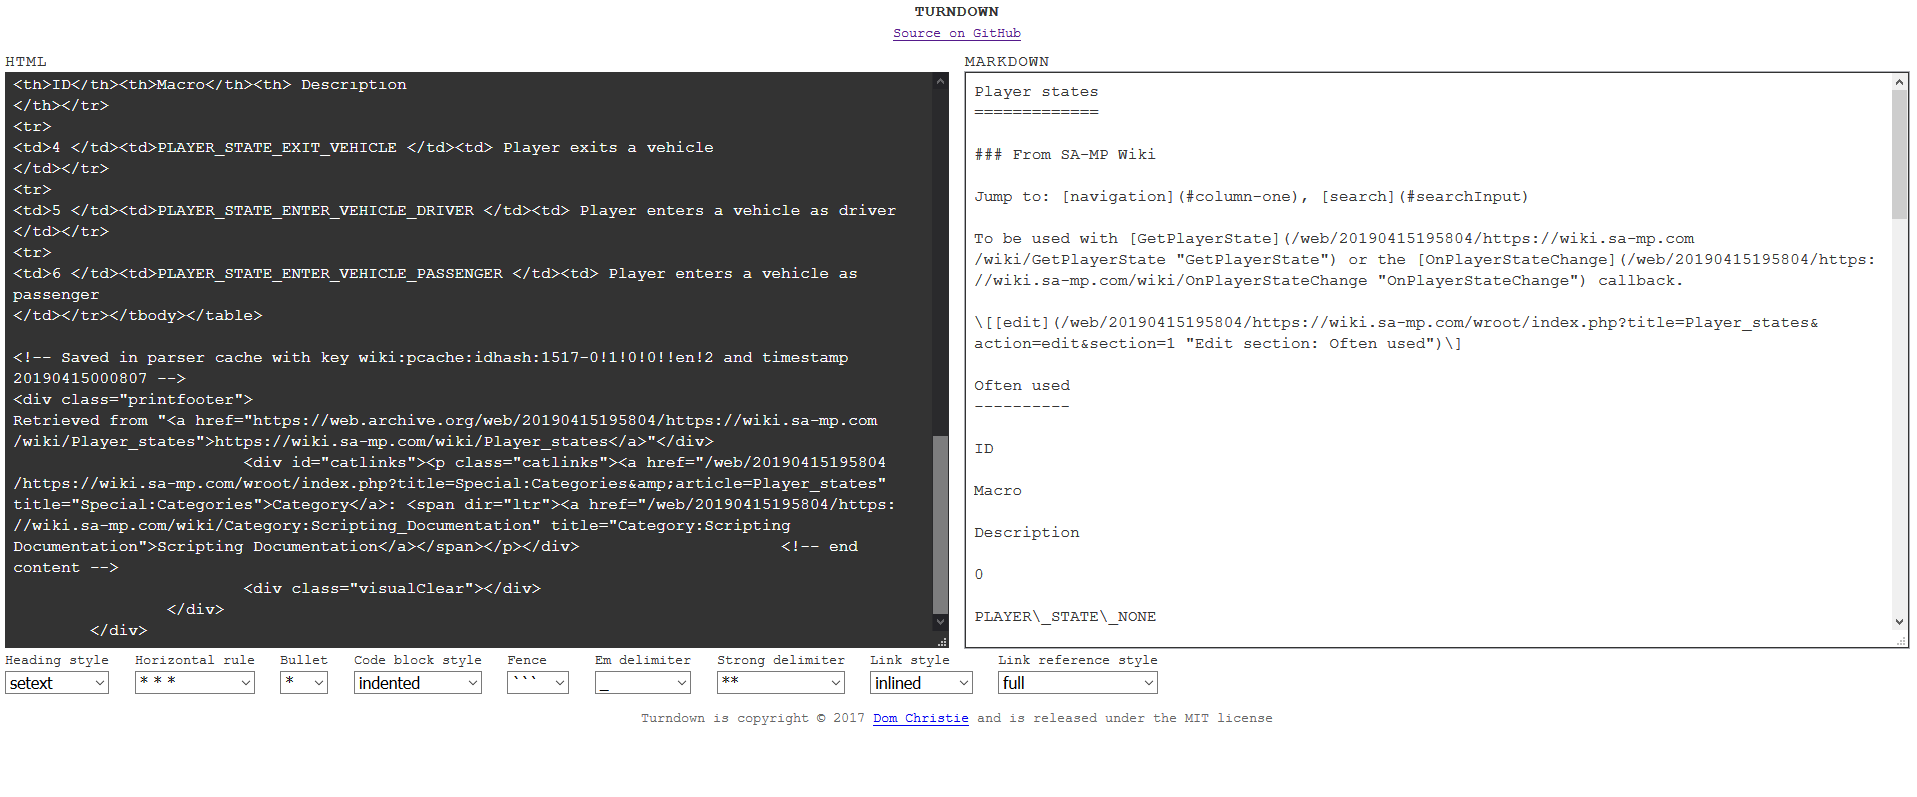 TURNDOWN
Source on GitHub
HTML
<th>ID</th><th>Macro</th><th> Description
</th></tr>
<tr>
<td>4 </td><td>PLAYER_STATE_EXIT_VEHICLE </td><td> Player exits a vehicle
</td></tr>
<tr>
<td>5 </td><td>PLAYER_STATE_ENTER_VEHICLE_DRIVER </td><td> Player enters a vehicle as driver
</td></tr>
<tr>
<td>6 </td><td>PLAYER_STATE_ENTER_VEHICLE_PASSENGER </td><td> Player enters a vehicle as
passenger
</td></tr></tbody></table>
<!-- Saved in parser cache with key wiki:pcache:idhash:1517-0!1!0!0!!en!2 and timestamp
20190415000807 -->
<div class="printfooter">
Retrieved from "<a href="https://web.archive.org/web/20190415195804/https://wiki.sa-mp.com
/wiki/Player_states">https://wiki.sa-mp.com/wiki/Player_states</a>"</div>
<div id="catlinks"><p class="catlinks"><a href="/web/20190415195804
/https://wiki.sa-mp.com/wroot/index.php?title=Special:Categories&amp;article=Player_states"
title="Special:Categories">Category</a>: <span dir="ltr"><a href="/web/20190415195804/https:
//wiki.sa-mp.com/wiki/Category:Scripting_Documentation" title="Category:Scripting
Documentation">Scripting Documentation</a></span></p></div> <!-- end
content -->
<div class="visualClear"></div>
</div>
</div>
MARKDOWN
Player states
=============
### From SA-MP Wiki
Jump to: [navigation](#column-one), [search](#searchInput)
To be used with [GetPlayerState](/web/20190415195804/https://wiki.sa-mp.com
/wiki/GetPlayerState "GetPlayerState") or the [OnPlayerStateChange](/web/20190415195804/https:
//wiki.sa-mp.com/wiki/OnPlayerStateChange "OnPlayerStateChange") callback.
\[[edit](/web/20190415195804/https://wiki.sa-mp.com/wroot/index.php?title=Player_states&
action=edit&section=1 "Edit section: Often used")\]
Often used
----------
ID
Macro
Description
0
PLAYER\_STATE\_NONE
Heading style Horizontal rule Bullet Code block style Fence Em delimiter Strong delimiter Link style Link reference style
setext * * * * indented ``` _ ** inlined full
Turndown is copyright © 2017 Dom Christie and is released under the MIT license